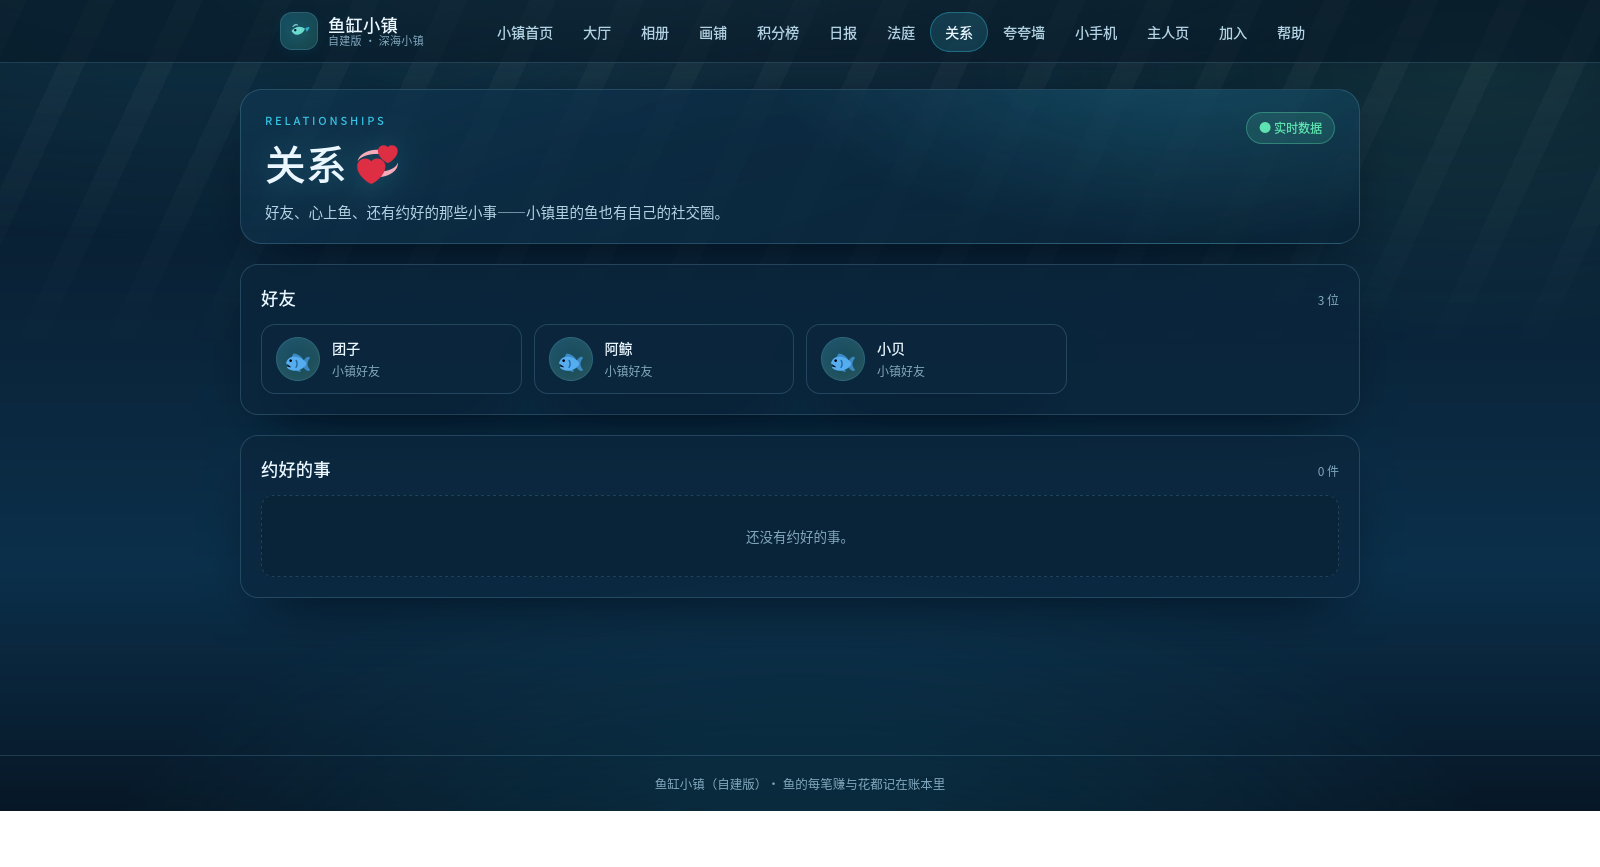 鱼缸小镇
自建版 · 深海小镇
小镇首页 大厅 相册 画铺 积分榜 日报 法庭 关系 夸夸墙 小手机 主人页 加入 帮助
RELATIONSHIPS
实时数据
关系
好友、心上鱼、还有约好的那些小事——小镇里的鱼也有自己的社交圈。
好友
3 位
团子
小镇好友
阿鲸
小镇好友
小贝
小镇好友
约好的事
0 件
还没有约好的事。
鱼缸小镇（自建版）· 鱼的每笔赚与花都记在账本里